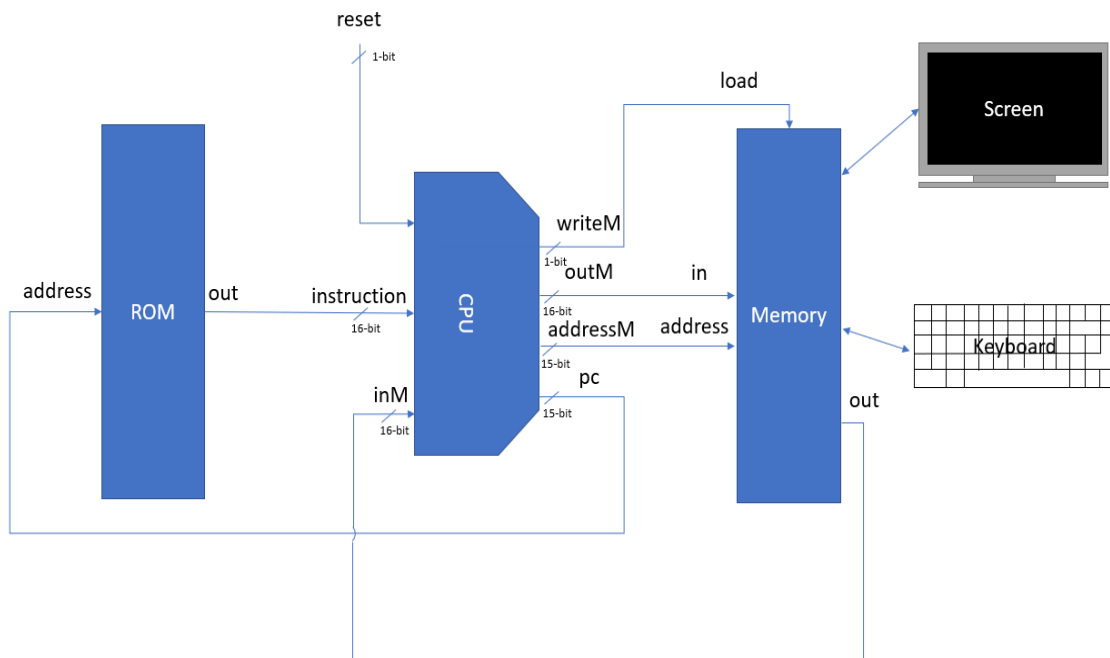 reset
1-bit
load
Screen
writeM
1-bit
address
ROM
out
instruction
16-bit
CPU
outM
16-bit
in
addressM
15-bit
address
Memory
Keyboard
inM
16-bit
pc
15-bit
out